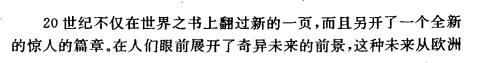 20世纪不仅在世界之书上翻过新的一页,而且另开了一个全新
的惊人的篇章。在人们眼前展开了奇异未来的前景,这种未来从欧洲